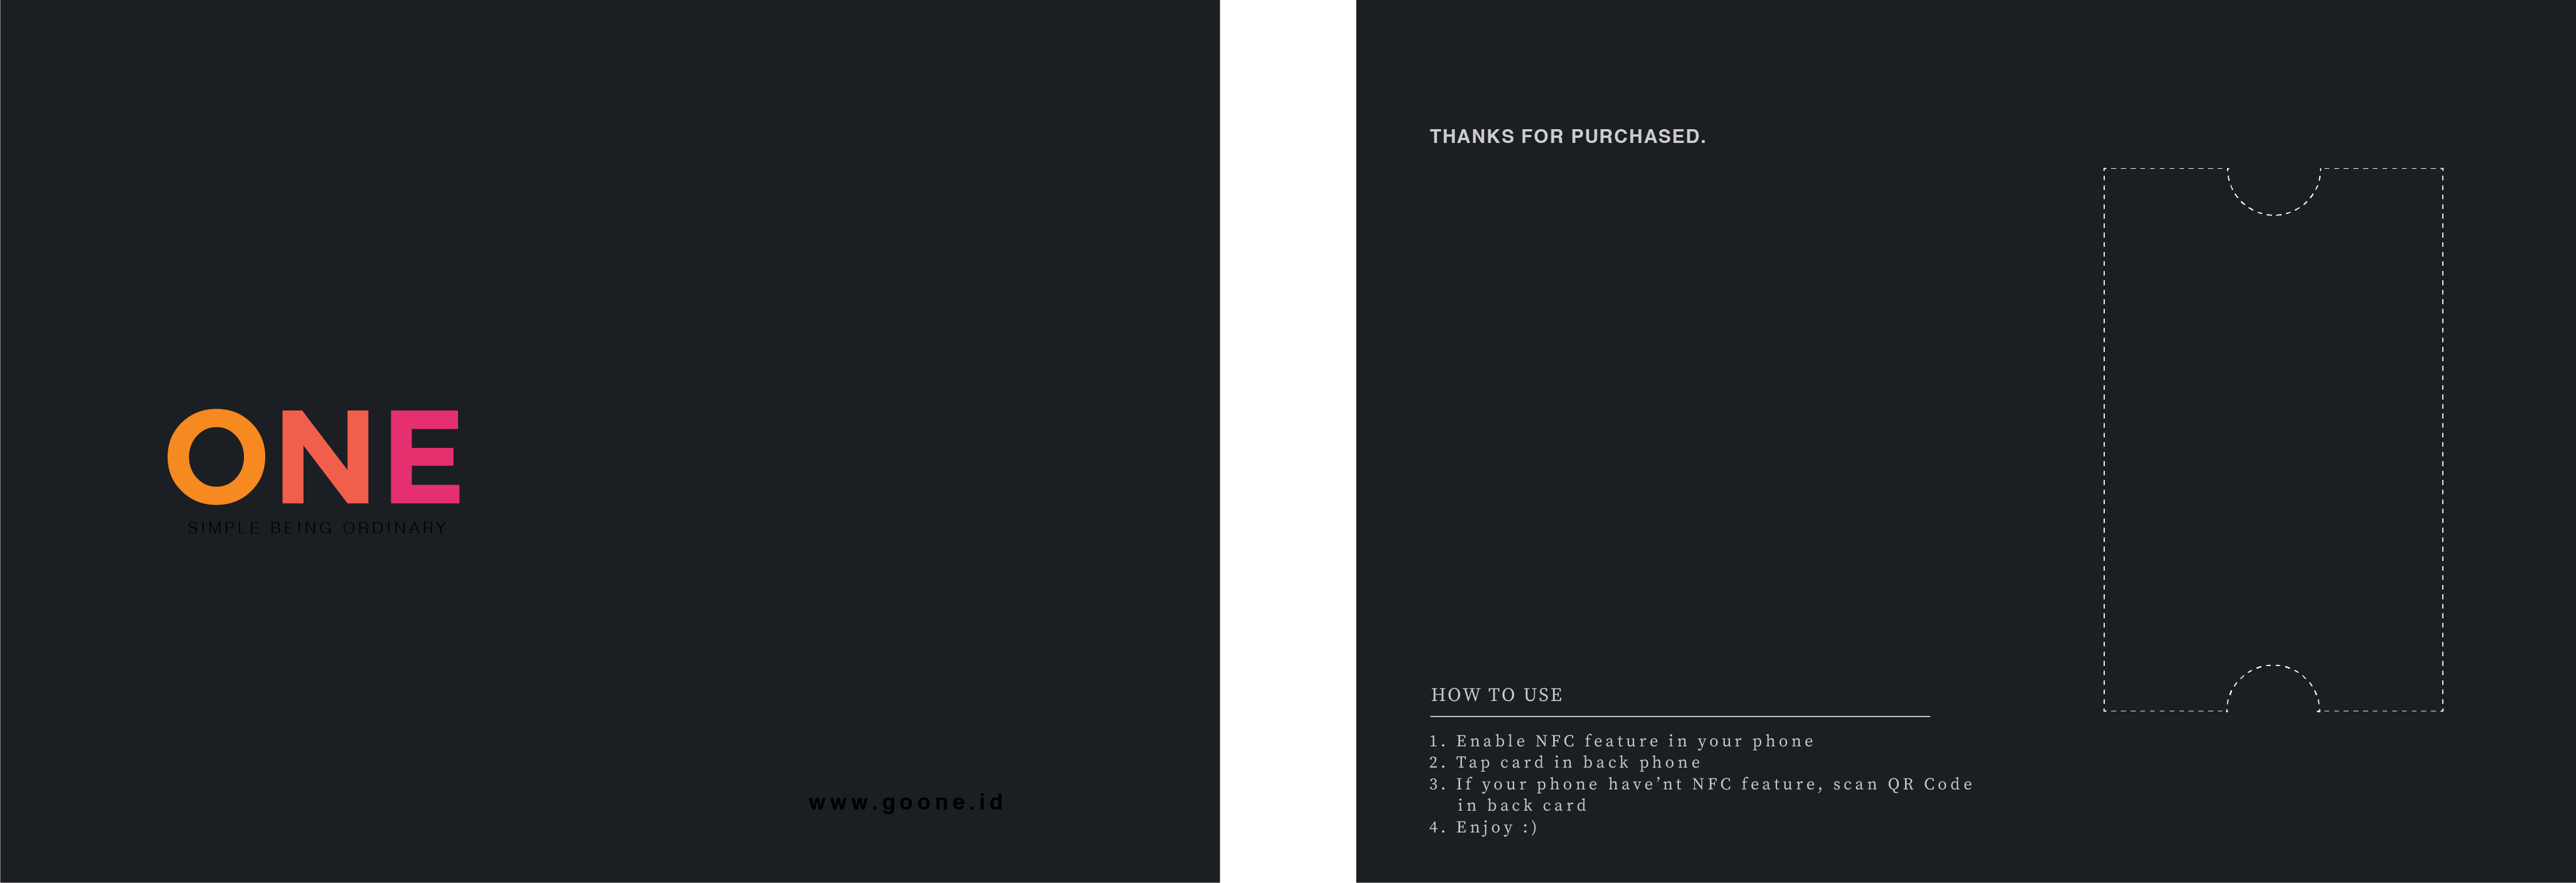 ONE
SIMPLE BEING ORDINARY
www.goone.id
THANKS FOR PURCHASED.
HOW TO USE
1. Enable NFC feature in your phone
2. Tap card in back phone
3. If your phone have’nt NFC feature, scan QR Code
in back card
4. Enjoy :)